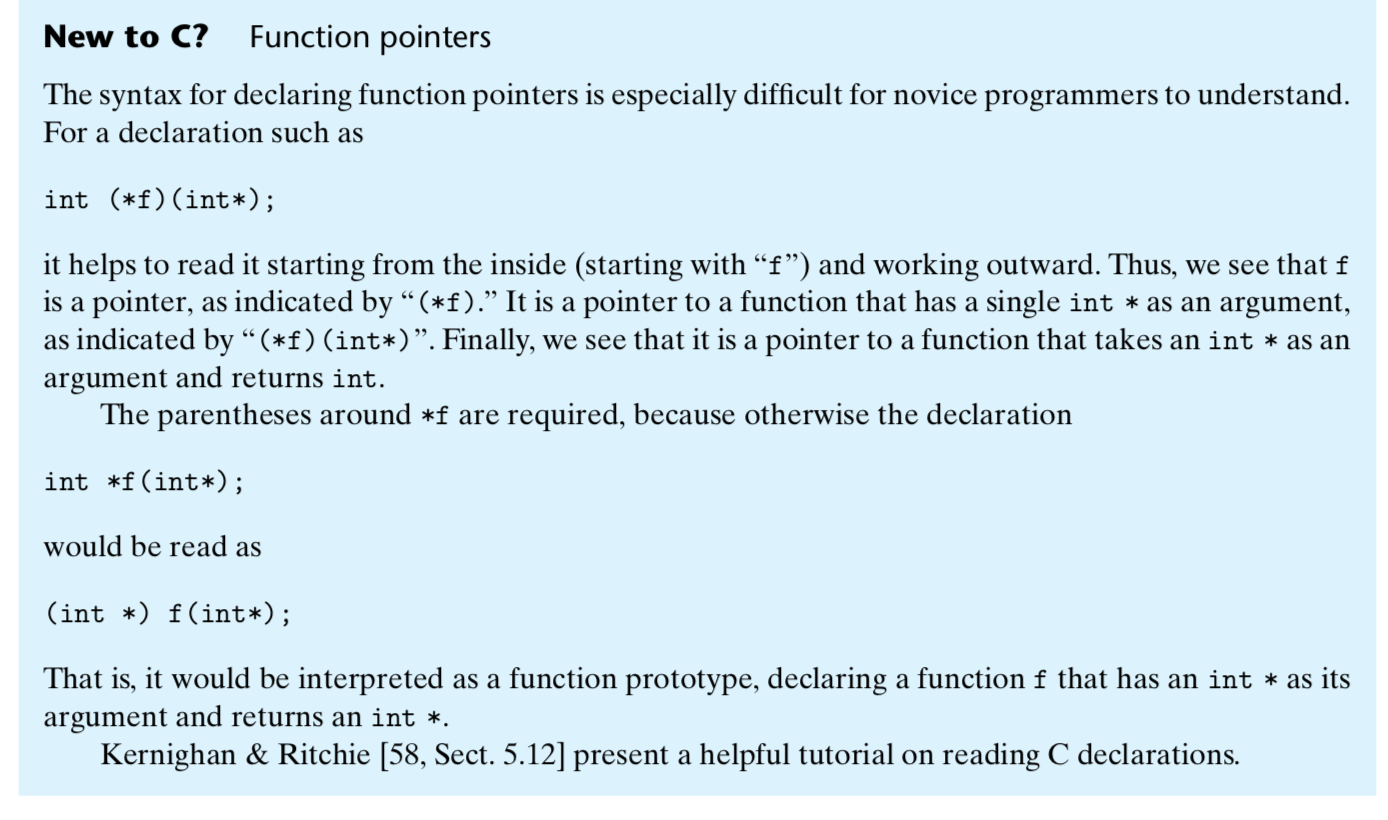 New to C? Function pointers
The syntax for declaring function pointers is especially difficult for novice programmers to understand.
For a declaration such as
int (*f)(int*);
it helps to read it starting from the inside (starting with “f”) and working outward. Thus, we see that f
is a pointer, as indicated by “(*f).” It is a pointer to a function that has a single int * as an argument,
as indicated by “(*f)(int*)”. Finally, we see that it is a pointer to a function that takes an int * as an
argument and returns int.
The parentheses around *f are required, because otherwise the declaration
int *f(int*);
would be read as
(int *) f(int*);
That is, it would be interpreted as a function prototype, declaring a function f that has an int * as its
argument and returns an int *.
Kernighan & Ritchie [58, Sect. 5.12] present a helpful tutorial on reading C declarations.